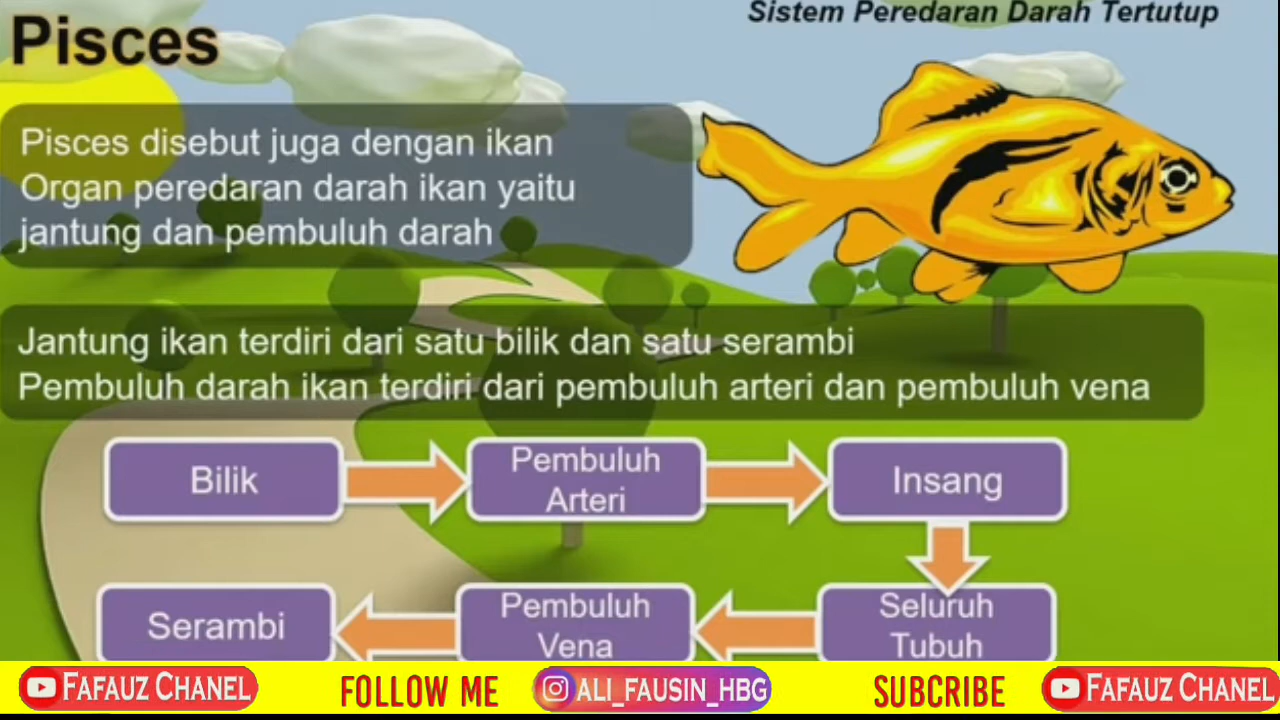 Sistem Peredaran Darah Tertutup
Pisces
Pisces disebut juga dengan ikan
Organ peredaran darah ikan yaitu
jantung dan pembuluh darah
Jantung ikan terdiri dari satu bilik dan satu serambi
Pembuluh darah ikan terdiri dari pembuluh arteri dan pembuluh vena
Bilik
Pembuluh
Arteri
Insang
Seluruh
Tubuh
Pembuluh
Vena
Serambi
FAFAUZ CHANEL
FOLLOW ME
ALI_FAUSIN_HBG
SUBCRIBE
FAFAUZ CHANEL